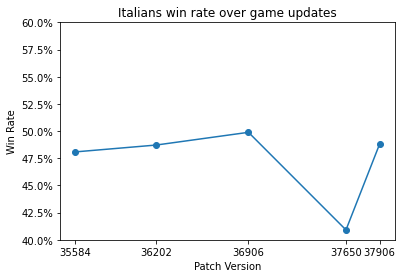 Italians win rate over game updates
60.0%
57.5%
55.0%
52.5%
50.0%
47.5%
45.0%
42.5%
40.0%
Win Rate
35584 36202 36906 37650 37906
Patch Version